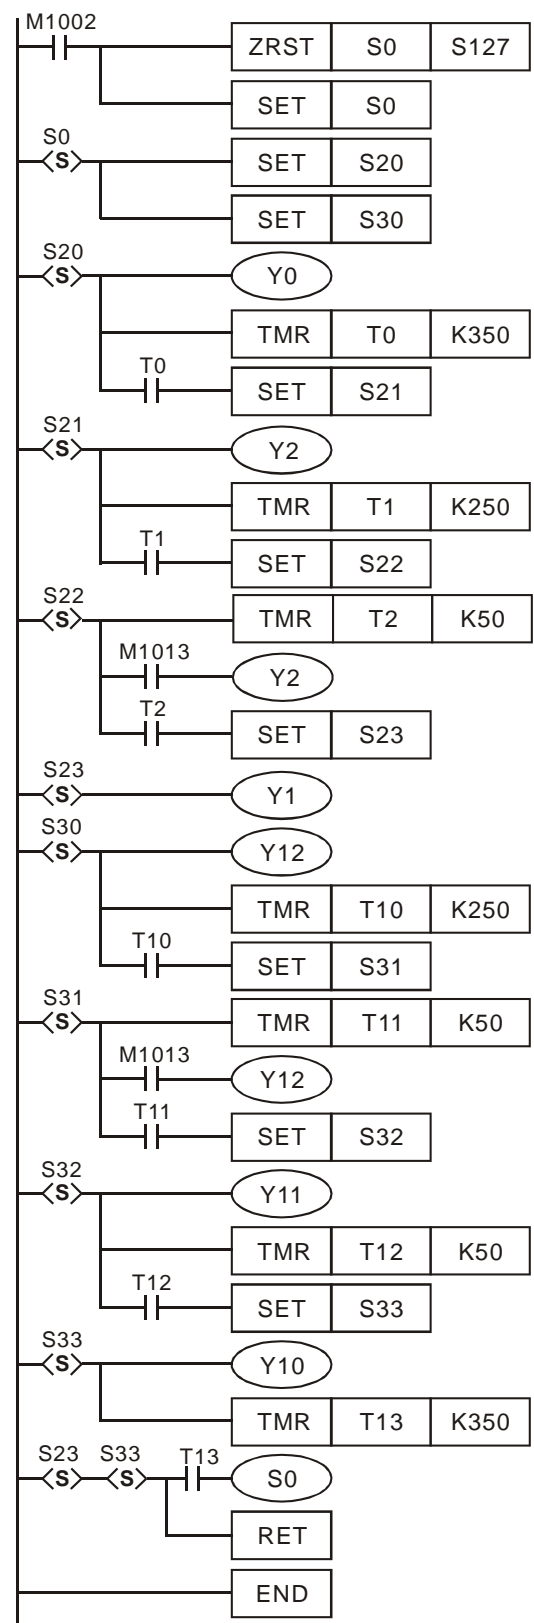 M1002
ZRST S0 S127
SET S0
S0
S SET S20
SET S30
S20
S Y0
TMR T0 K350
T0
SET S21
S21
S Y2
TMR T1 K250
T1
SET S22
S22
S TMR T2 K50
M1013
Y2
T2
SET S23
S23
S Y1
S30
S Y12
TMR T10 K250
T10
SET S31
S31
S TMR T11 K50
M1013
Y12
T11
SET S32
S32
S Y11
TMR T12 K50
T12
SET S33
S33
S Y10
TMR T13 K350
S23 S33 T13
S S S0
RET
END